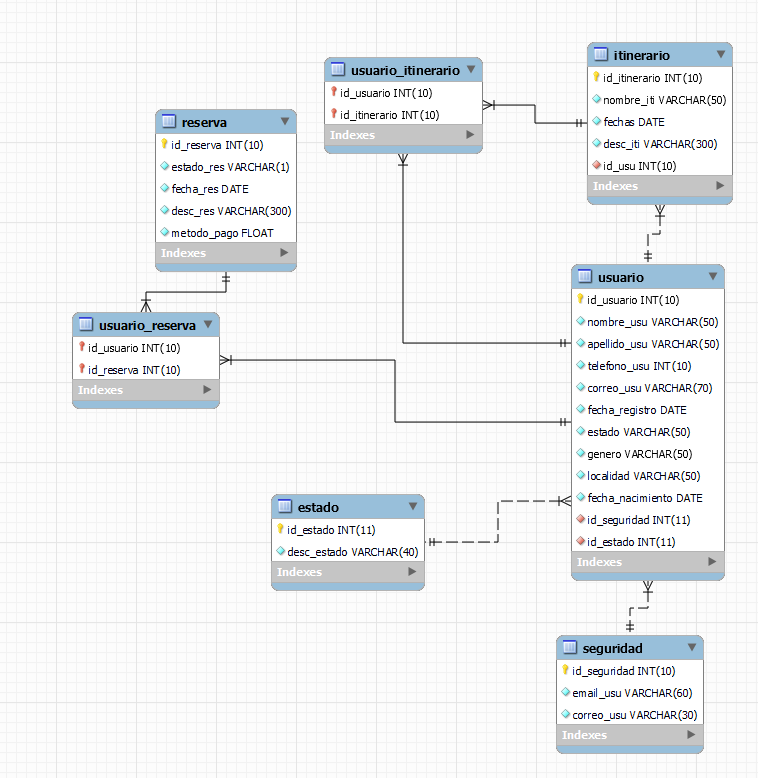 usuario_itinerario
id_usuario INT(10)
id_itinerario INT(10)
Indexes
itinerario
id_itinerario INT(10)
nombre_iti VARCHAR(50)
fechas DATE
desc_iti VARCHAR(300)
id_usu INT(10)
Indexes
reserva
id_reserva INT(10)
estado_res VARCHAR(1)
fecha_res DATE
desc_res VARCHAR(300)
metodo_pago FLOAT
Indexes
usuario_reserva
id_usuario INT(10)
id_reserva INT(10)
Indexes
usuario
id_usuario INT(10)
nombre_usu VARCHAR(50)
apellido_usu VARCHAR(50)
telefono_usu INT(10)
correo_usu VARCHAR(70)
fecha_registro DATE
estado VARCHAR(50)
genero VARCHAR(50)
localidad VARCHAR(50)
fecha_nacimiento DATE
id_seguridad INT(11)
id_estado INT(11)
Indexes
estado
id_estado INT(11)
desc_estado VARCHAR(40)
Indexes
seguridad
id_seguridad INT(10)
email_usu VARCHAR(60)
correo_usu VARCHAR(30)
Indexes